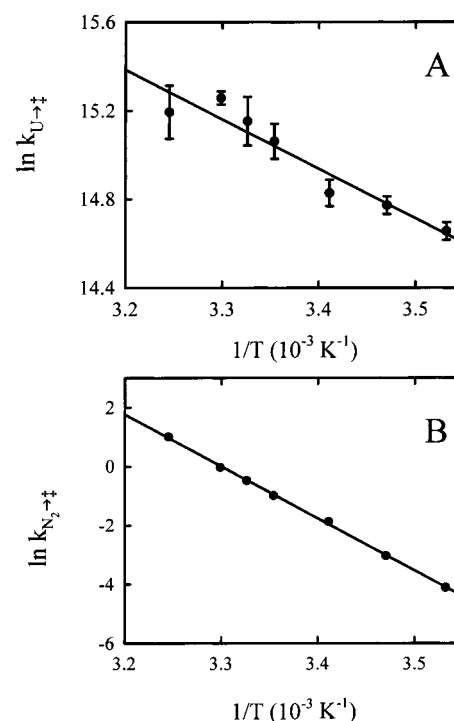 15.6
A
15.2
ln k_{U→‡}
14.8
14.4
3.2 3.3 3.4 3.5
1/T (10⁻³ K⁻¹)
2
B
0
ln k_{N₂→‡}
-2
-4
-6
3.2 3.3 3.4 3.5
1/T (10⁻³ K⁻¹)